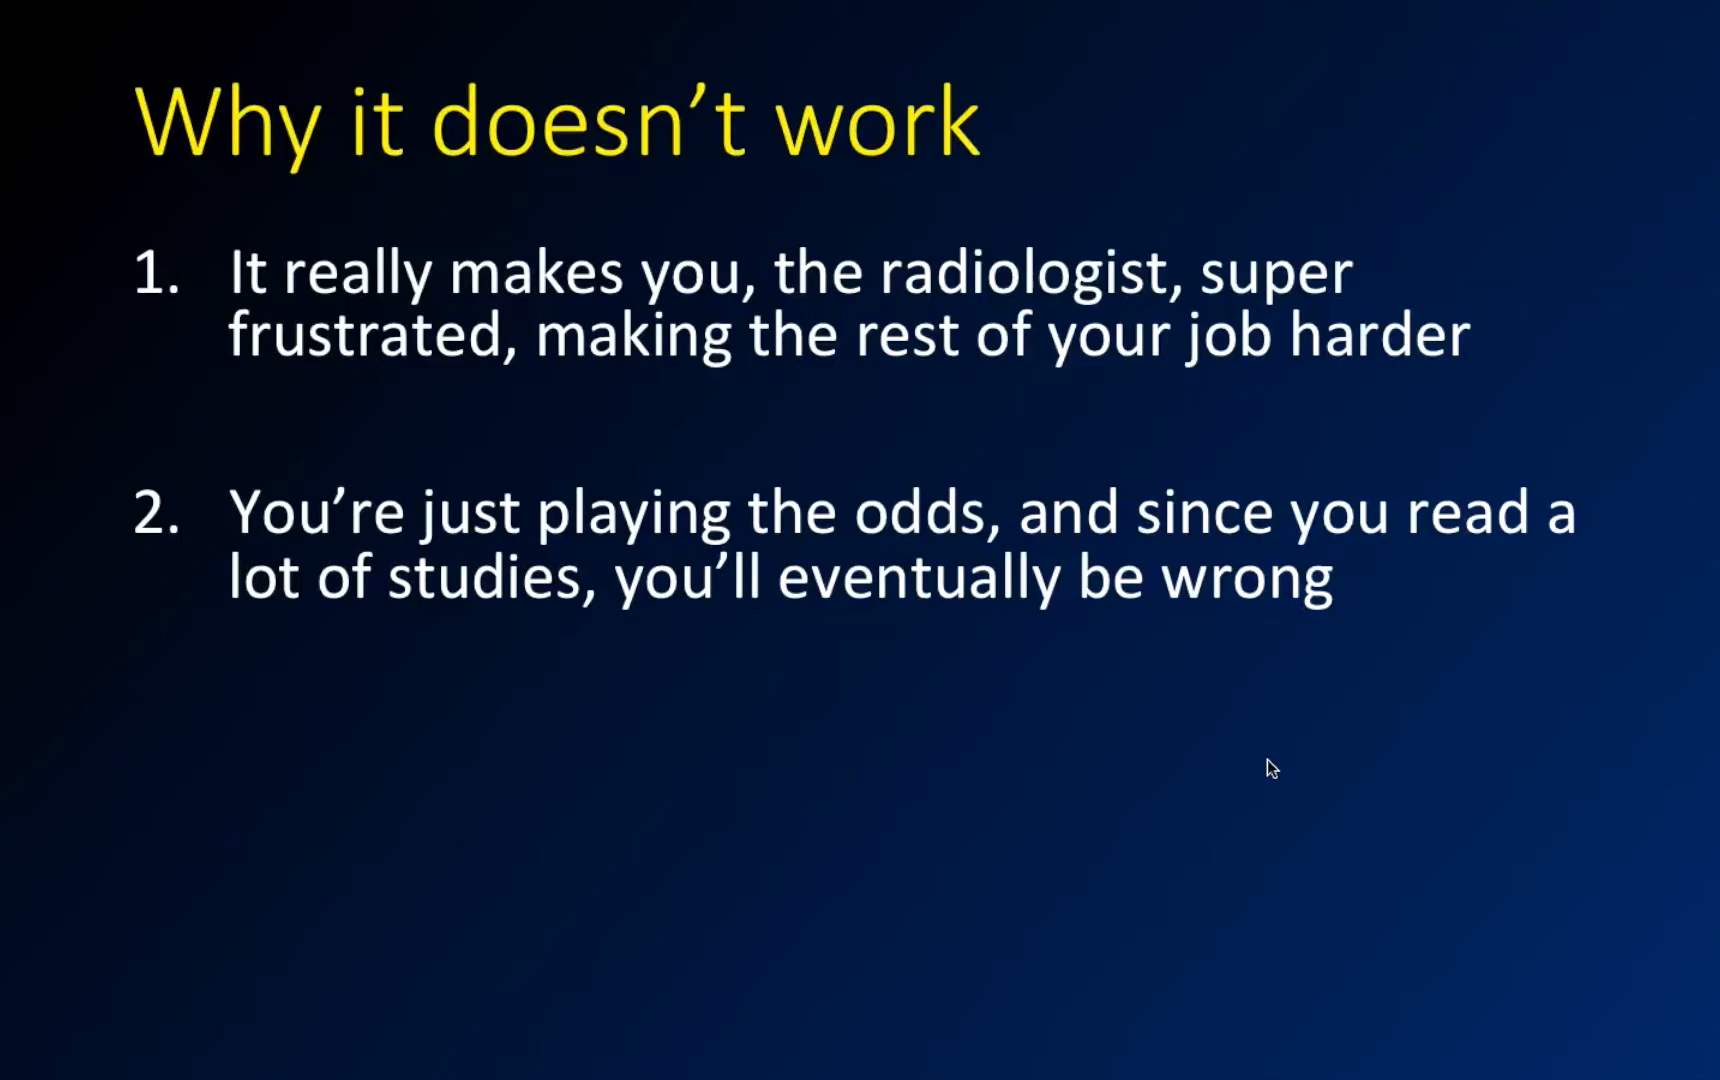 Why it doesn’t work
1. It really makes you, the radiologist, super
frustrated, making the rest of your job harder
2. You’re just playing the odds, and since you read a
lot of studies, you’ll eventually be wrong